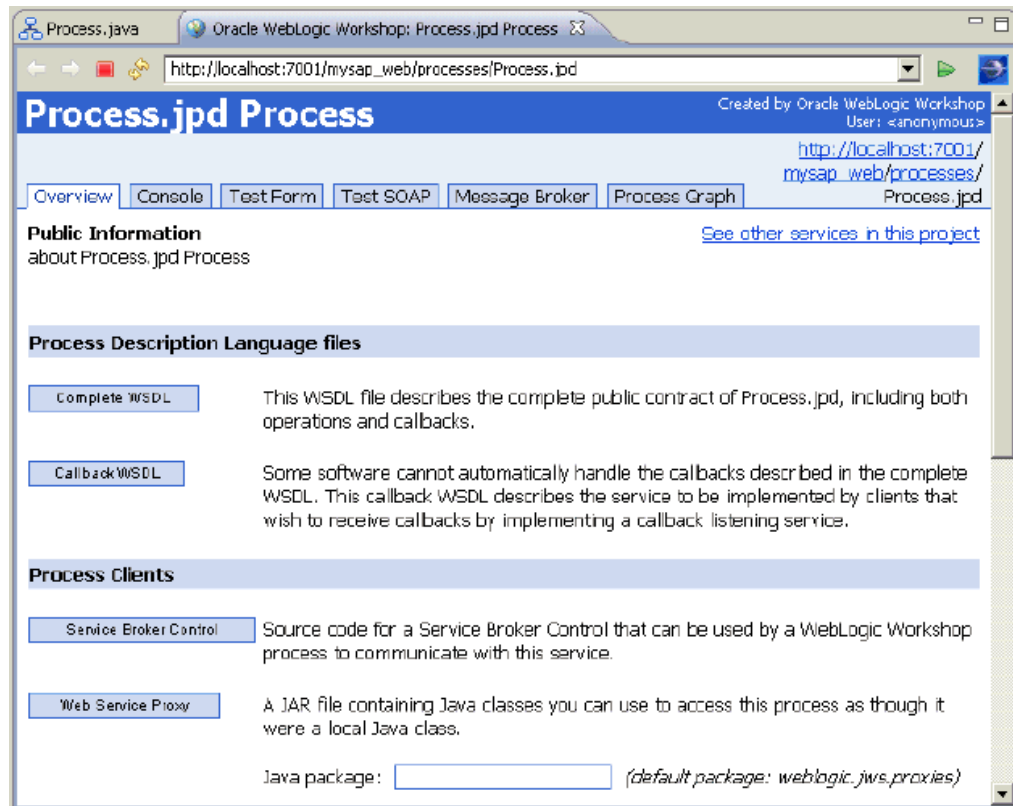 Process.java
Oracle WebLogic Workshop: Process.jpd Process
http://localhost:7001/mysap_web/processes/Process.jpd
Process.jpd Process
Created by Oracle WebLogic Workshop
User: <anonymous>
http://localhost:7001/
mysap_web/processes/
Process.jpd
Overview
Console
Test Form
Test SOAP
Message Broker
Process Graph
Public Information
See other services in this project
about Process.jpd Process
Process Description Language files
Complete WSDL
This WSDL file describes the complete public contract of Process.jpd, including both
operations and callbacks.
Callback WSDL
Some software cannot automatically handle the callbacks described in the complete
WSDL. This callback WSDL describes the service to be implemented by clients that
wish to receive callbacks by implementing a callback listening service.
Process Clients
Service Broker Control
Source code for a Service Broker Control that can be used by a WebLogic Workshop
process to communicate with this service.
Web Service Proxy
A JAR file containing Java classes you can use to access this process as though it
were a local Java class.
Java package:
(default package: weblogic.jws.proxies)